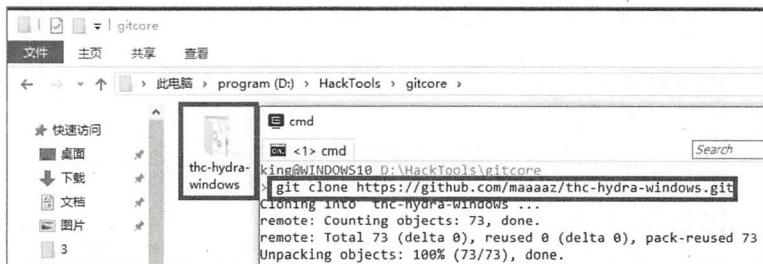 gitcore
文件 主页 共享 查看
此电脑 › program (D:) › HackTools › gitcore ›
快速访问
桌面
下载
文档
图片
3
thc-hydra-
windows
cmd
<1> cmd
Search
king@WINDOWS10 D:\HackTools\gitcore
> git clone https://github.com/maaaaz/thc-hydra-windows.git
Cloning into 'thc-hydra-windows'...
remote: Counting objects: 73, done.
remote: Total 73 (delta 0), reused 0 (delta 0), pack-reused 73
Unpacking objects: 100% (73/73), done.